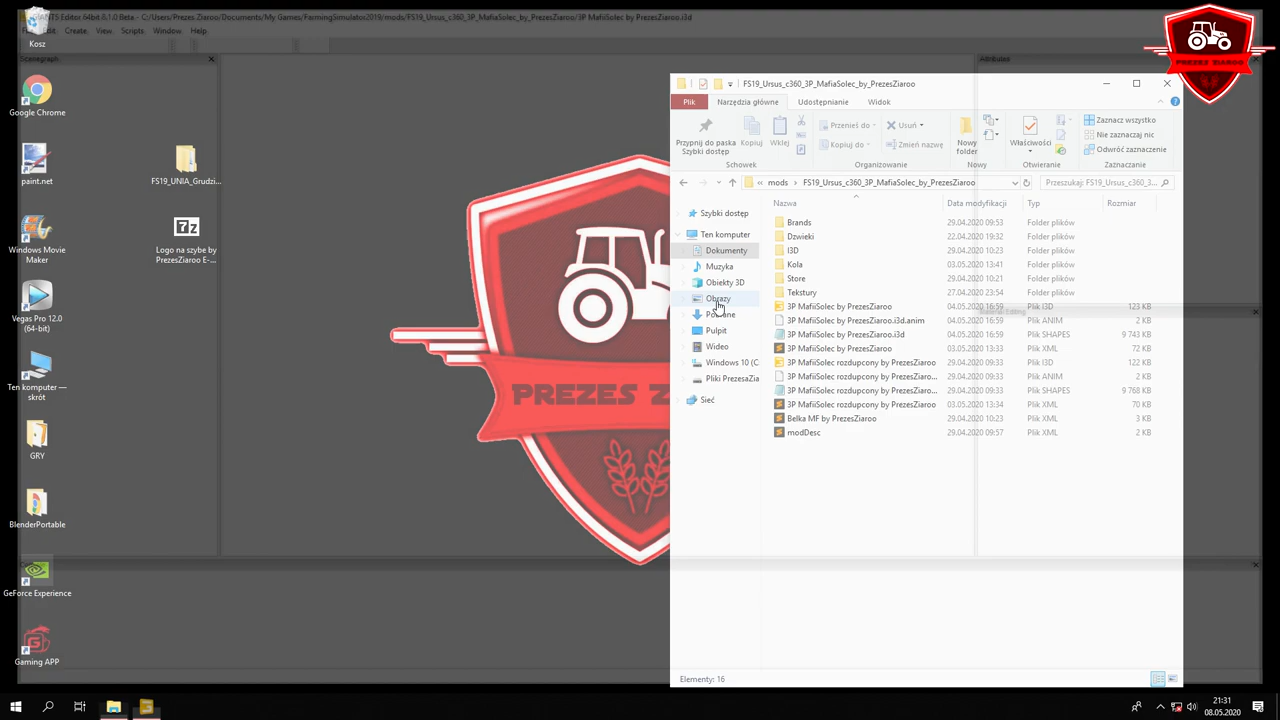 GIANTS Editor 64bit 8.1.0 Beta - C:/Users/Prezes Ziaroo/Documents/My Games/FarmingSimulator2019/mods/FS19_Ursus_c360_3P_MafiaSolec_by_PrezesZiaroo/3P MafiiSolec by PrezesZiaroo.i3d
Create View Scripts Window Help
Scenegraph
Attributes
Kosz
Google Chrome
paint.net
Windows Movie
Maker
Vegas Pro 12.0
(64-bit)
Ten komputer —
skrót
GRY
BlenderPortable
GeForce Experience
Gaming APP
FS19_UNIA_Grudzi...
7z
Logo na szybe by
PrezesZiaroo E-...
PREZES Z
PREZES ZIAROO
FS19_Ursus_c360_3P_MafiaSolec_by_PrezesZiaroo
Plik Narzędzia główne Udostępnianie Widok
Przypnij do paska
Szybki dostęp
Kopiuj
Wklej
Schowek
Przenieś do
Kopiuj do
Usuń
Zmień nazwę
Organizowanie
Nowy
folder
Nowy
Właściwości
Otwieranie
Zaznacz wszystko
Nie zaznaczaj nic
Odwróć zaznaczenie
Zaznaczanie
mods FS19_Ursus_c360_3P_MafiaSolec_by_PrezesZiaroo
Przeszukaj: FS19_Ursus_c360_3...
Szybki dostęp
Ten komputer
Dokumenty
Muzyka
Obiekty 3D
Obrazy
Pulpit
Wideo
Windows 10 (C
Pliki PrezesaZia
Sieć
Nazwa Data modyfikacji Typ Rozmiar
Brands 29.04.2020 09:53 Folder plików
Dzwieki 22.04.2020 19:32 Folder plików
I3D 29.04.2020 10:23 Folder plików
Kola 03.05.2020 13:41 Folder plików
Store 29.04.2020 10:21 Folder plików
Tekstury 27.04.2020 23:54 Folder plików
3P MafiiSolec by PrezesZiaroo 04.05.2020 16:59 Plik I3D 123 KB
3P MafiiSolec by PrezesZiaroo.i3d.anim 04.05.2020 16:59 Plik ANIM 2 KB
3P MafiiSolec by PrezesZiaroo.i3d 04.05.2020 16:59 Plik SHAPES 9 743 KB
3P MafiiSolec by PrezesZiaroo 03.05.2020 13:33 Plik XML 72 KB
3P MafiiSolec rozdupcony by PrezesZiaroo 29.04.2020 09:33 Plik I3D 122 KB
3P MafiiSolec rozdupcony by PrezesZiaro... 29.04.2020 09:33 Plik ANIM 2 KB
3P MafiiSolec rozdupcony by PrezesZiaro... 29.04.2020 09:33 Plik SHAPES 9 768 KB
3P MafiiSolec rozdupcony by PrezesZiaroo 03.05.2020 13:34 Plik XML 70 KB
Belka MF by PrezesZiaroo 29.04.2020 10:23 Plik XML 3 KB
modDesc 29.04.2020 09:57 Plik XML 2 KB
Material Editing
Elementy: 16
21:31
08.05.2020